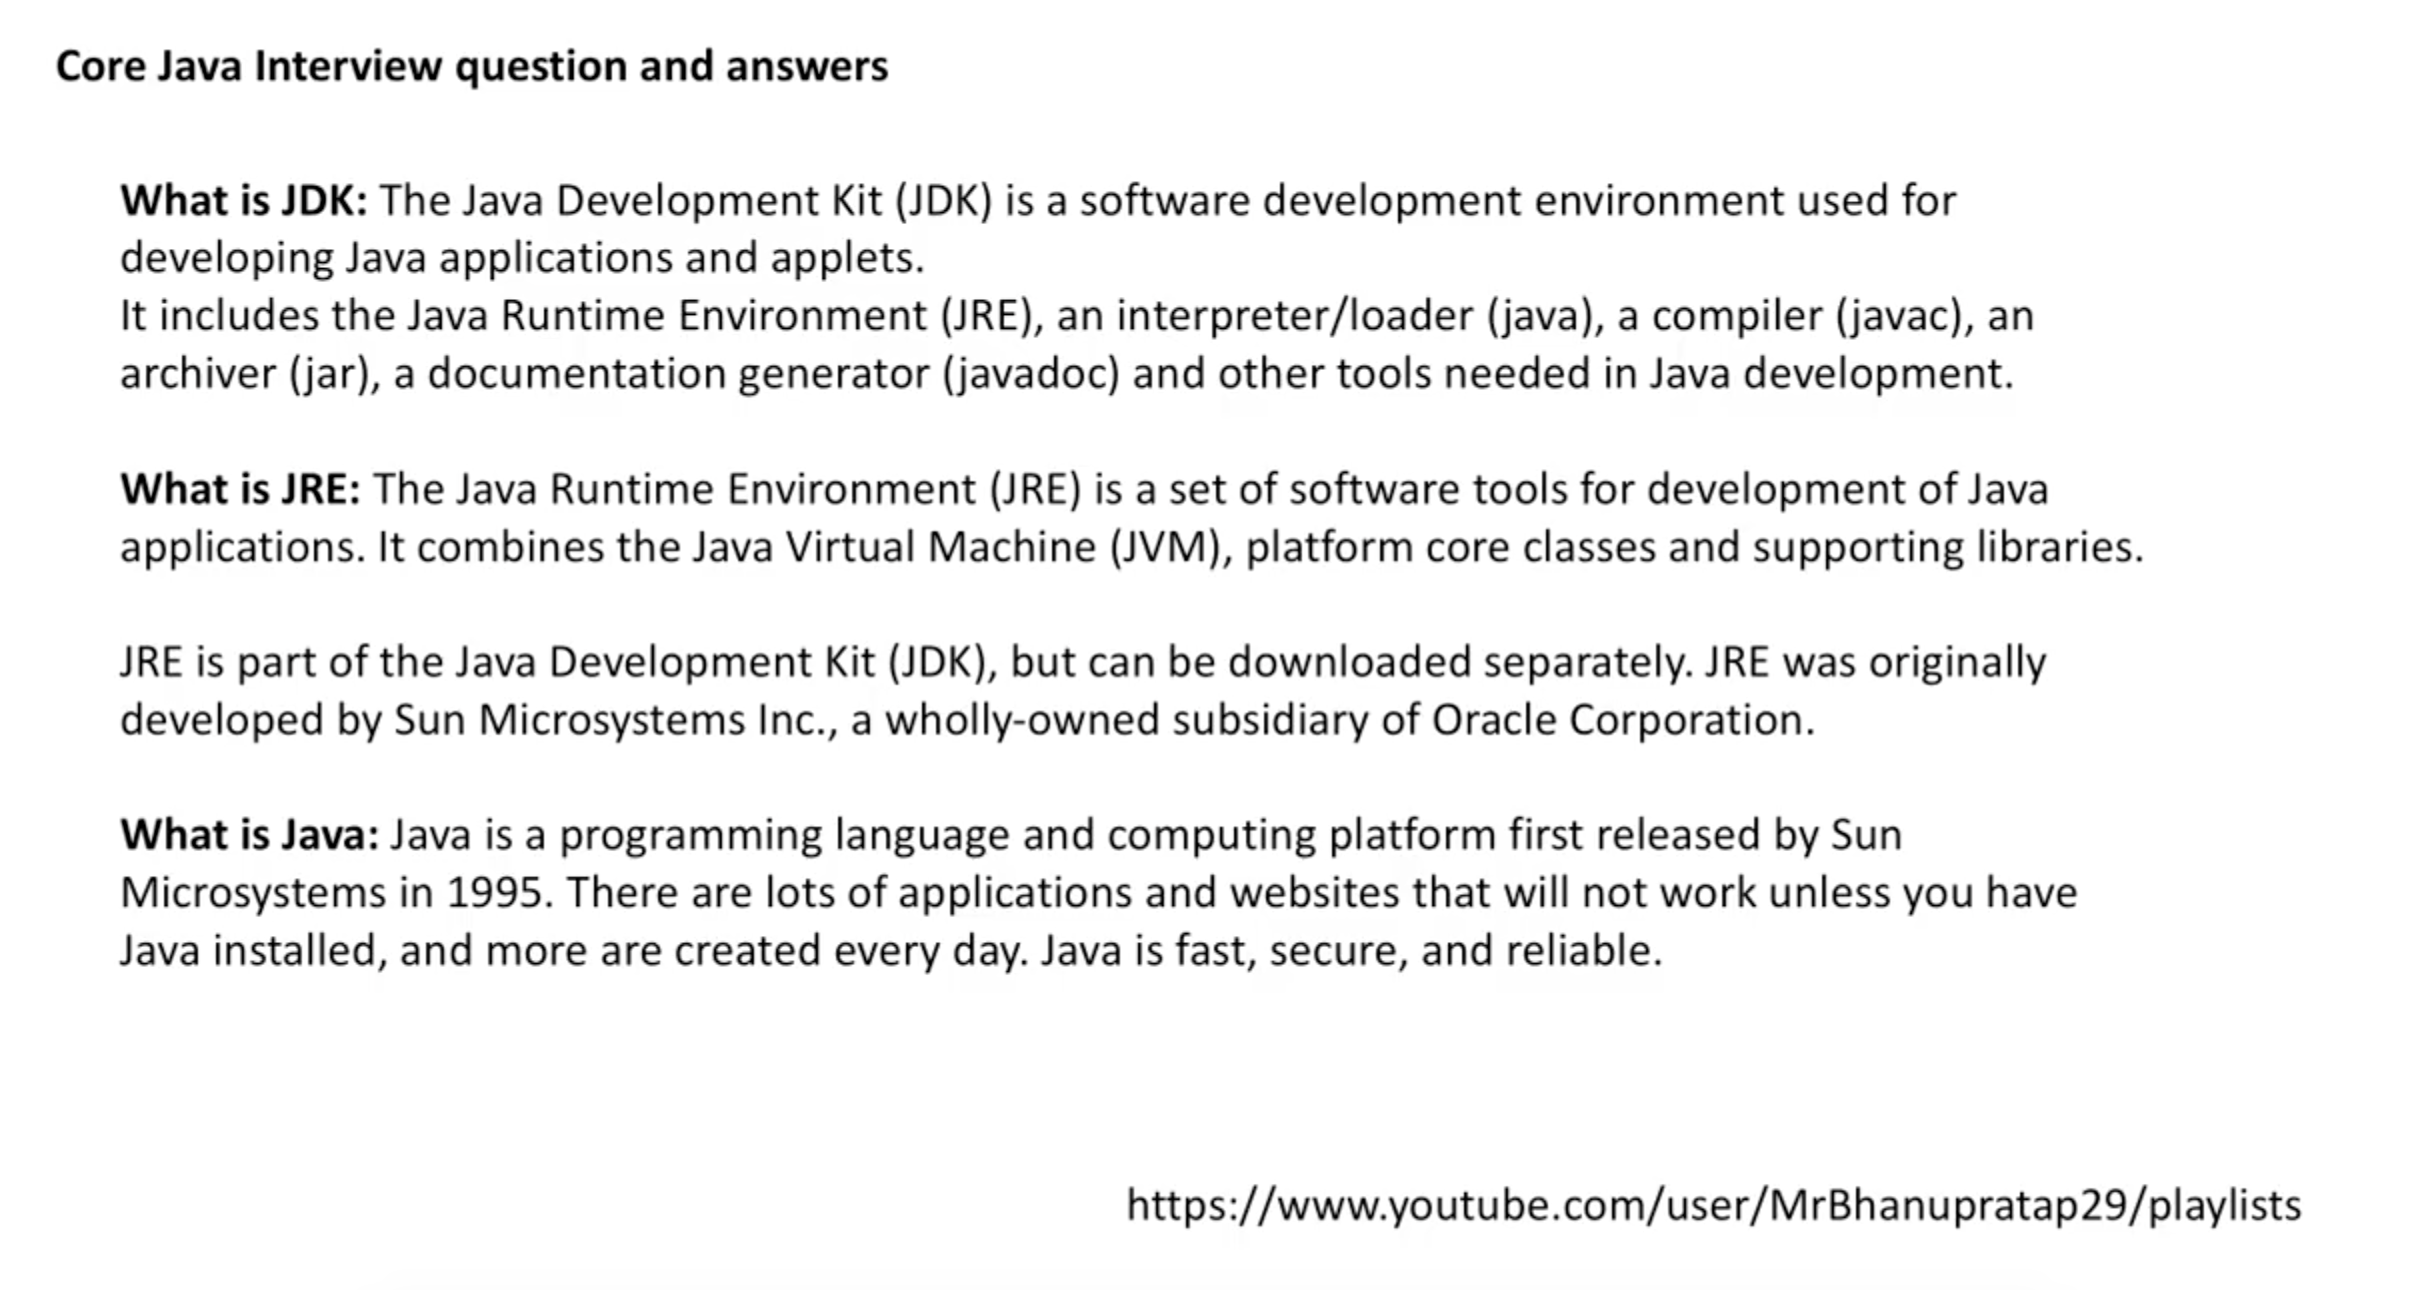 Core Java Interview question and answers
What is JDK: The Java Development Kit (JDK) is a software development environment used for
developing Java applications and applets.
It includes the Java Runtime Environment (JRE), an interpreter/loader (java), a compiler (javac), an
archiver (jar), a documentation generator (javadoc) and other tools needed in Java development.
What is JRE: The Java Runtime Environment (JRE) is a set of software tools for development of Java
applications. It combines the Java Virtual Machine (JVM), platform core classes and supporting libraries.
JRE is part of the Java Development Kit (JDK), but can be downloaded separately. JRE was originally
developed by Sun Microsystems Inc., a wholly-owned subsidiary of Oracle Corporation.
What is Java: Java is a programming language and computing platform first released by Sun
Microsystems in 1995. There are lots of applications and websites that will not work unless you have
Java installed, and more are created every day. Java is fast, secure, and reliable.
https://www.youtube.com/user/MrBhanupratap29/playlists